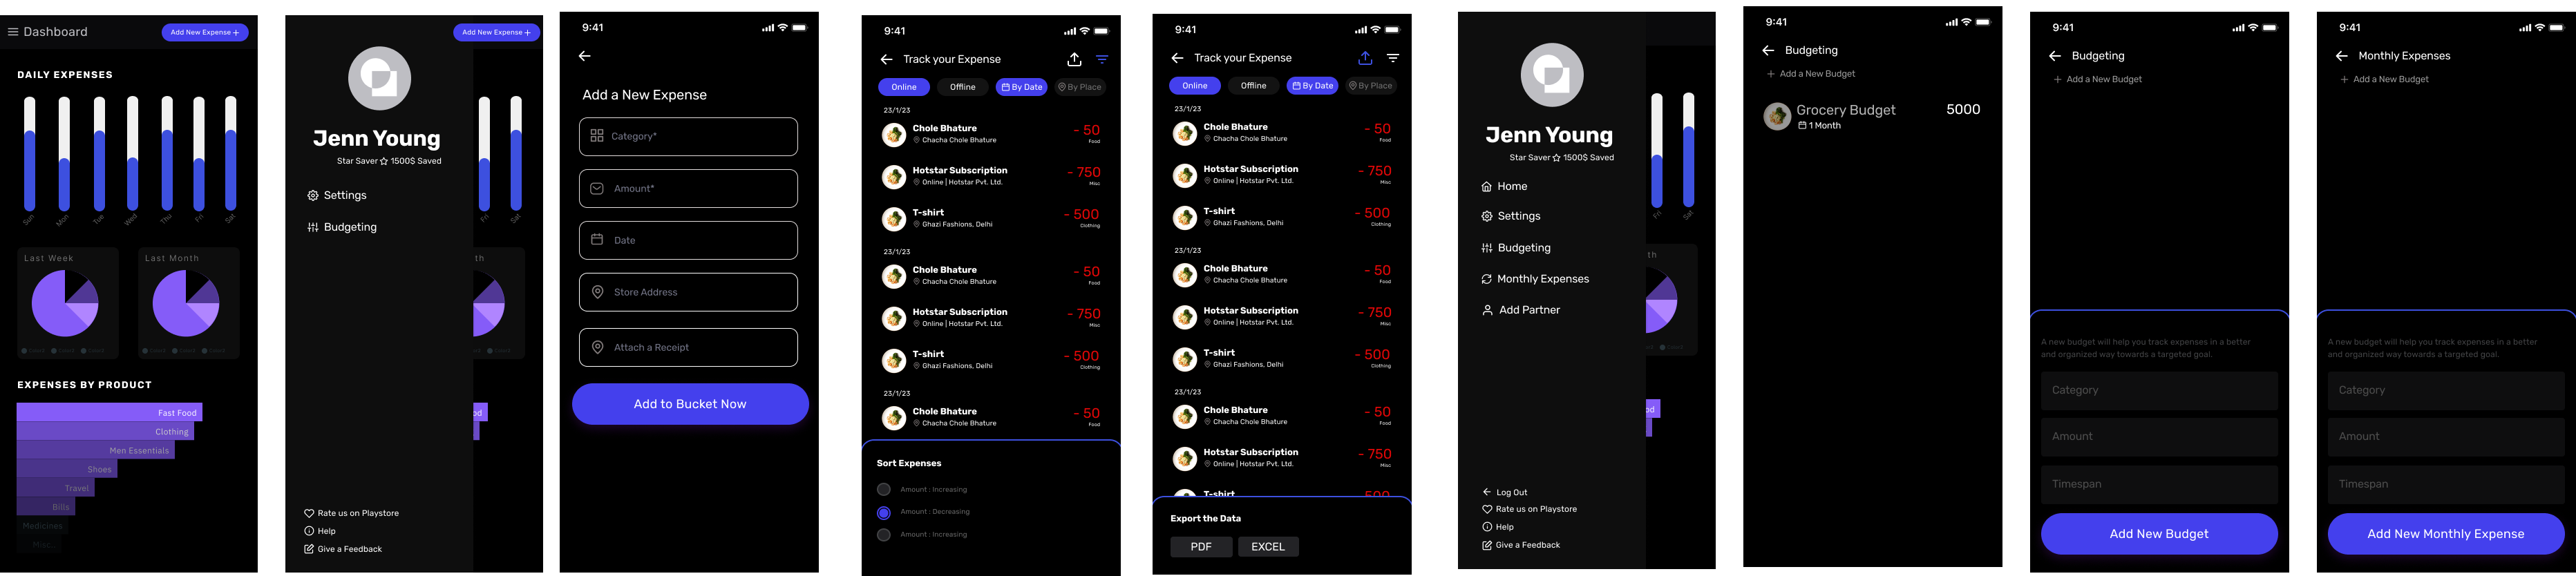 Dashboard
Add New Expense +
DAILY EXPENSES
Sun
Mon
Tue
Wed
Thu
Fri
Sat
Last Week
Last Month
EXPENSES BY PRODUCT
Fast Food
Clothing
Men Essentials
Shoes
Travel
Bills
Medicines
Misc.
Add New Expense +
Jenn Young
Star Saver 1500$ Saved
Settings
Budgeting
Fri
Sat
th
od
Rate us on Playstore
Help
Give a Feedback
9:41
Add a New Expense
Category*
Amount*
Date
Store Address
Attach a Receipt
Add to Bucket Now
9:41
Track your Expense
Online
Offline
By Date
By Place
23/1/23
Chole Bhature
- 50
Chacha Chole Bhature
Food
Hotstar Subscription
- 750
Online | Hotstar Pvt. Ltd.
Misc
T-shirt
- 500
Ghazi Fashions, Delhi
Clothing
23/1/23
Chole Bhature
- 50
Chacha Chole Bhature
Food
Hotstar Subscription
- 750
Online | Hotstar Pvt. Ltd.
Misc
T-shirt
- 500
Ghazi Fashions, Delhi
Clothing
23/1/23
Chole Bhature
- 50
Chacha Chole Bhature
Food
Sort Expenses
Amount : Increasing
Amount : Decreasing
Amount : Increasing
9:41
Track your Expense
Online
Offline
By Date
By Place
23/1/23
Chole Bhature
- 50
Chacha Chole Bhature
Food
Hotstar Subscription
- 750
Online | Hotstar Pvt. Ltd.
Misc
T-shirt
- 500
Ghazi Fashions, Delhi
Clothing
23/1/23
Chole Bhature
- 50
Chacha Chole Bhature
Food
Hotstar Subscription
- 750
Online | Hotstar Pvt. Ltd.
Misc
T-shirt
- 500
Ghazi Fashions, Delhi
Clothing
23/1/23
Chole Bhature
- 50
Chacha Chole Bhature
Food
Hotstar Subscription
- 750
Online | Hotstar Pvt. Ltd.
Misc
T-shirt
500
Export the Data
PDF
EXCEL
Jenn Young
Star Saver 1500$ Saved
Home
Settings
Budgeting
Monthly Expenses
Add Partner
Fri
Sat
th
od
Log Out
Rate us on Playstore
Help
Give a Feedback
9:41
Budgeting
+ Add a New Budget
Grocery Budget
5000
1 Month
9:41
Budgeting
+ Add a New Budget
A new budget will help you track expenses in a better
and organized way towards a targeted goal.
Category
Amount
Timespan
Add New Budget
9:41
Monthly Expenses
+ Add a New Budget
A new budget will help you track expenses in a better
and organized way towards a targeted goal.
Category
Amount
Timespan
Add New Monthly Expense